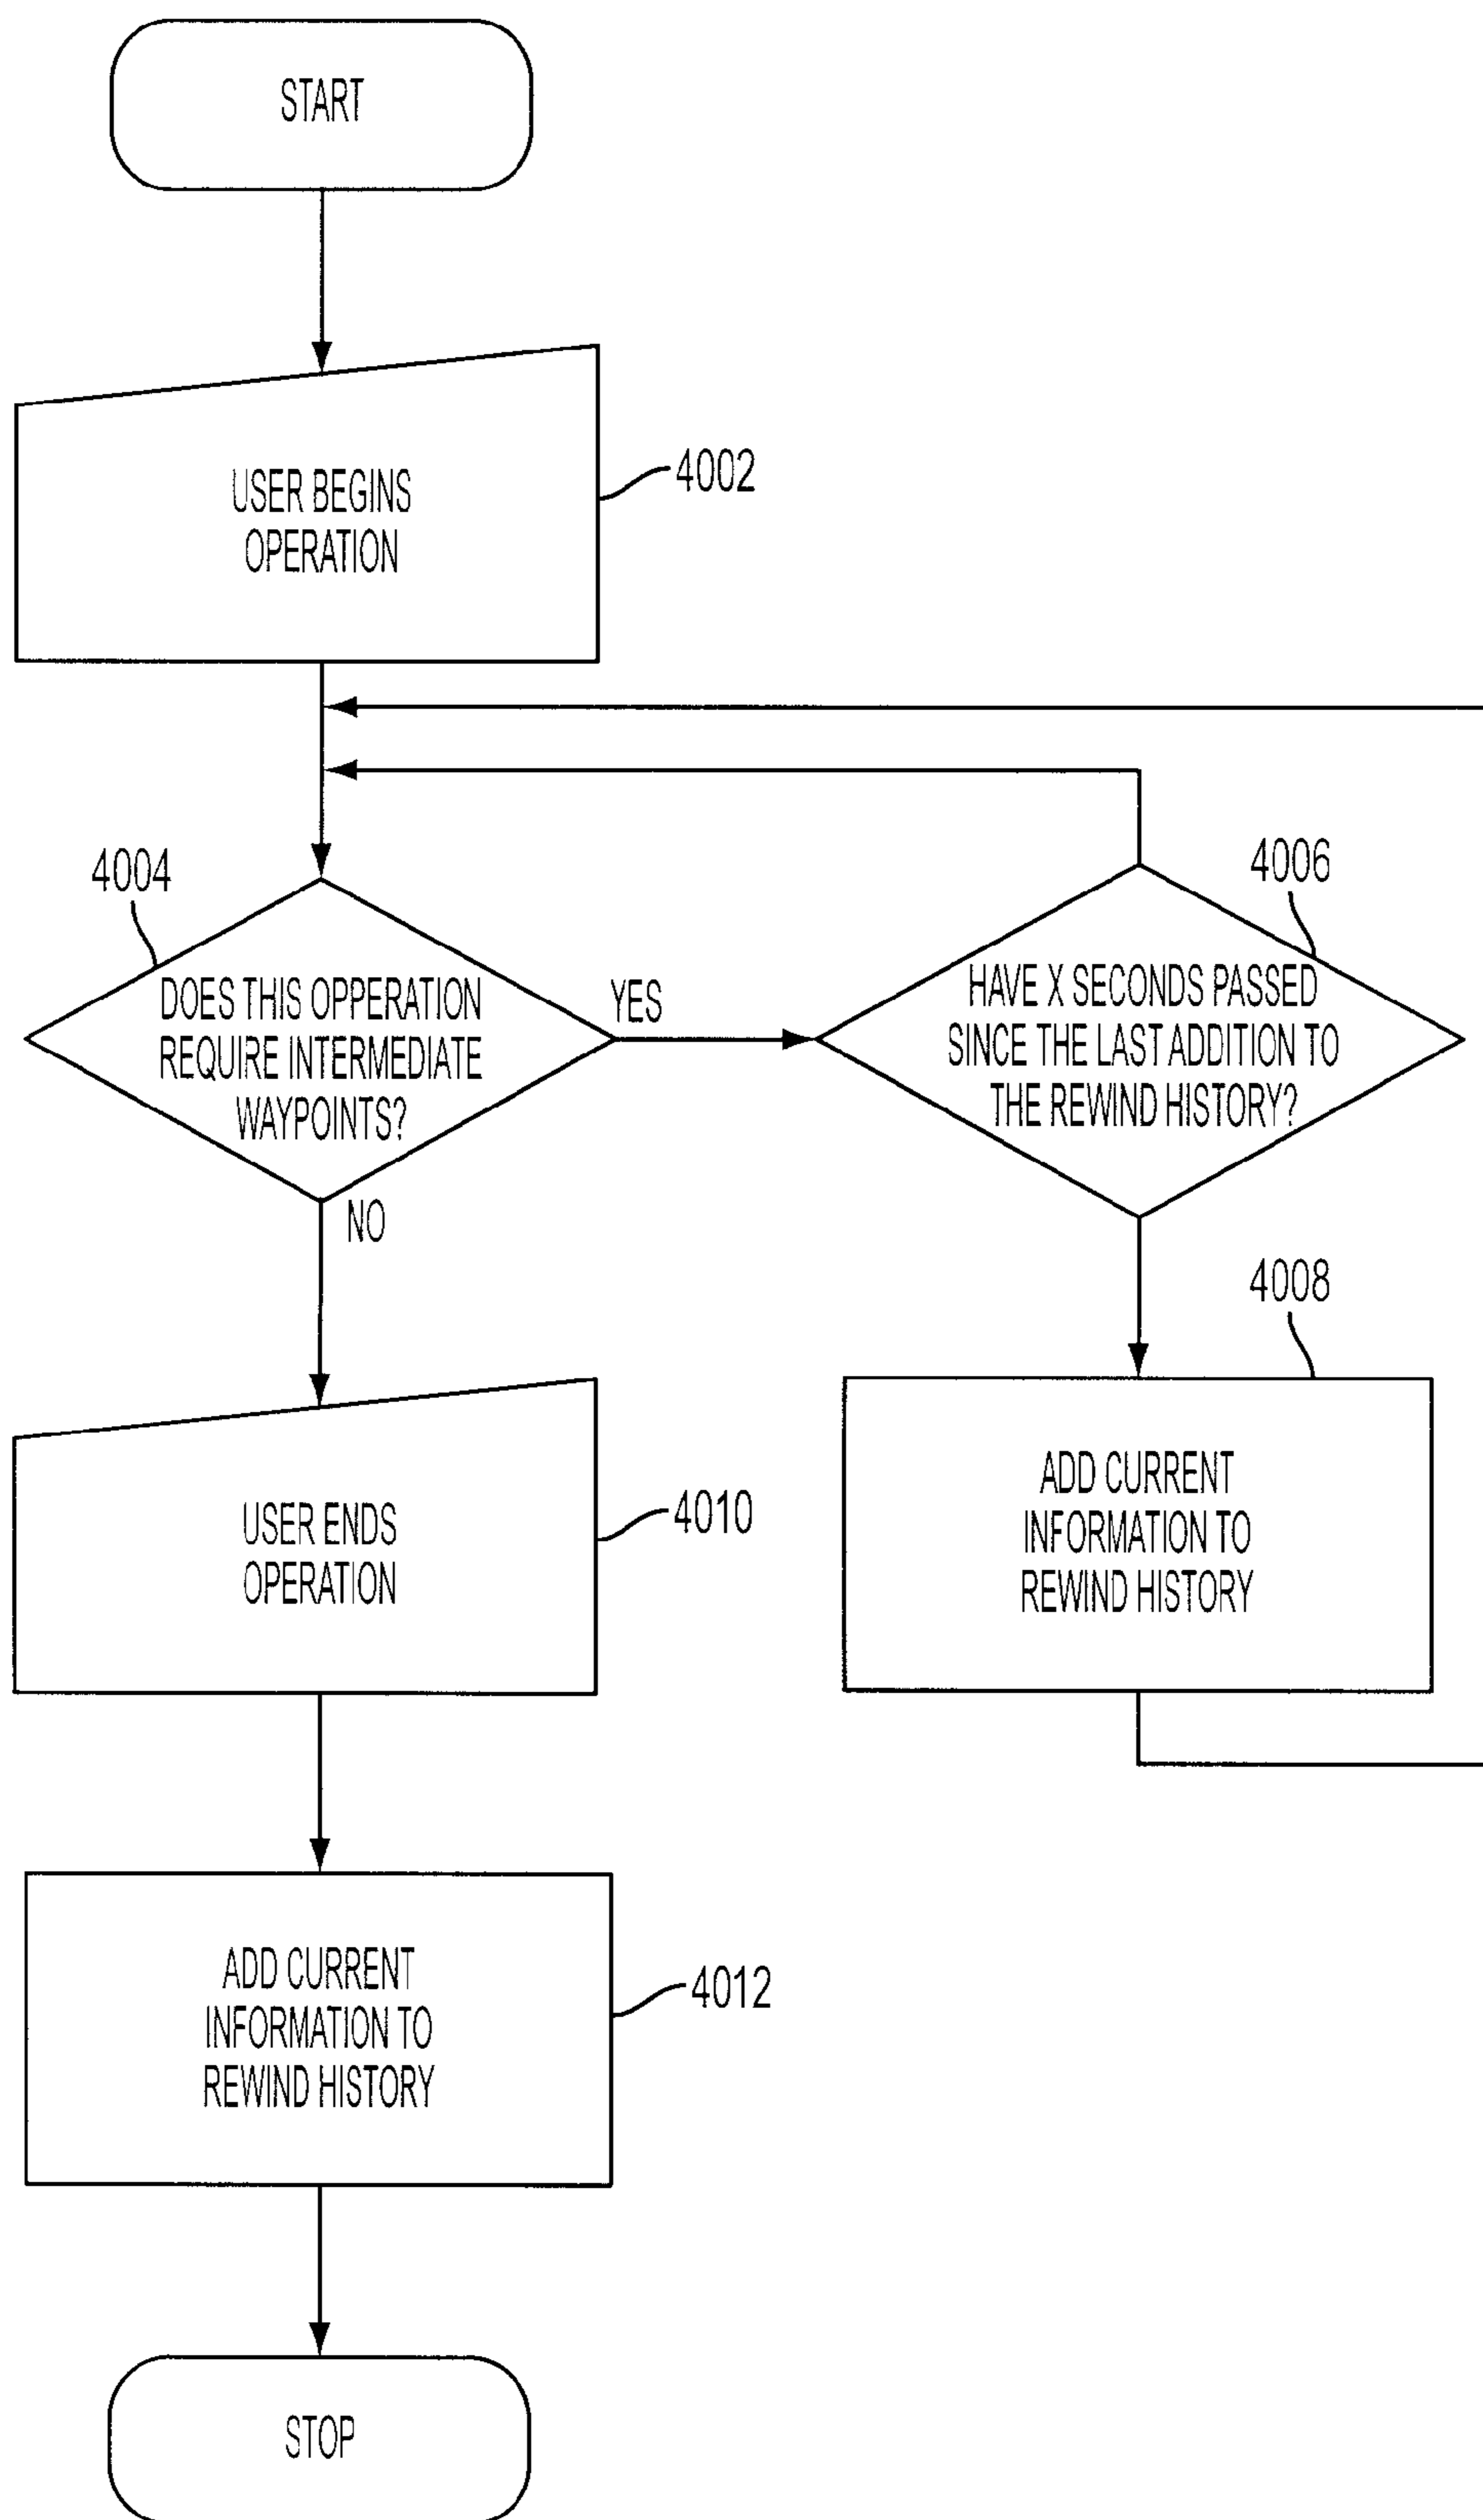 START
USER BEGINS
OPERATION
4002
4004
DOES THIS OPPERATION
REQUIRE INTERMEDIATE
WAYPOINTS?
YES
NO
4006
HAVE X SECONDS PASSED
SINCE THE LAST ADDITION TO
THE REWIND HISTORY?
4008
ADD CURRENT
INFORMATION TO
REWIND HISTORY
USER ENDS
OPERATION
4010
ADD CURRENT
INFORMATION TO
REWIND HISTORY
4012
STOP